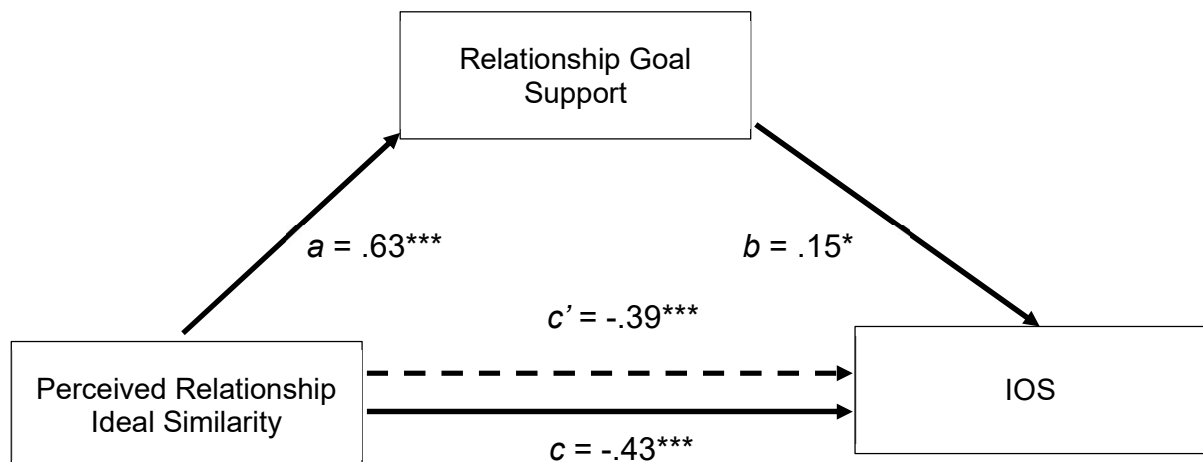 Relationship Goal
Support
a = .63***
b = .15*
c’ = -.39***
Perceived Relationship
Ideal Similarity
IOS
c = -.43***